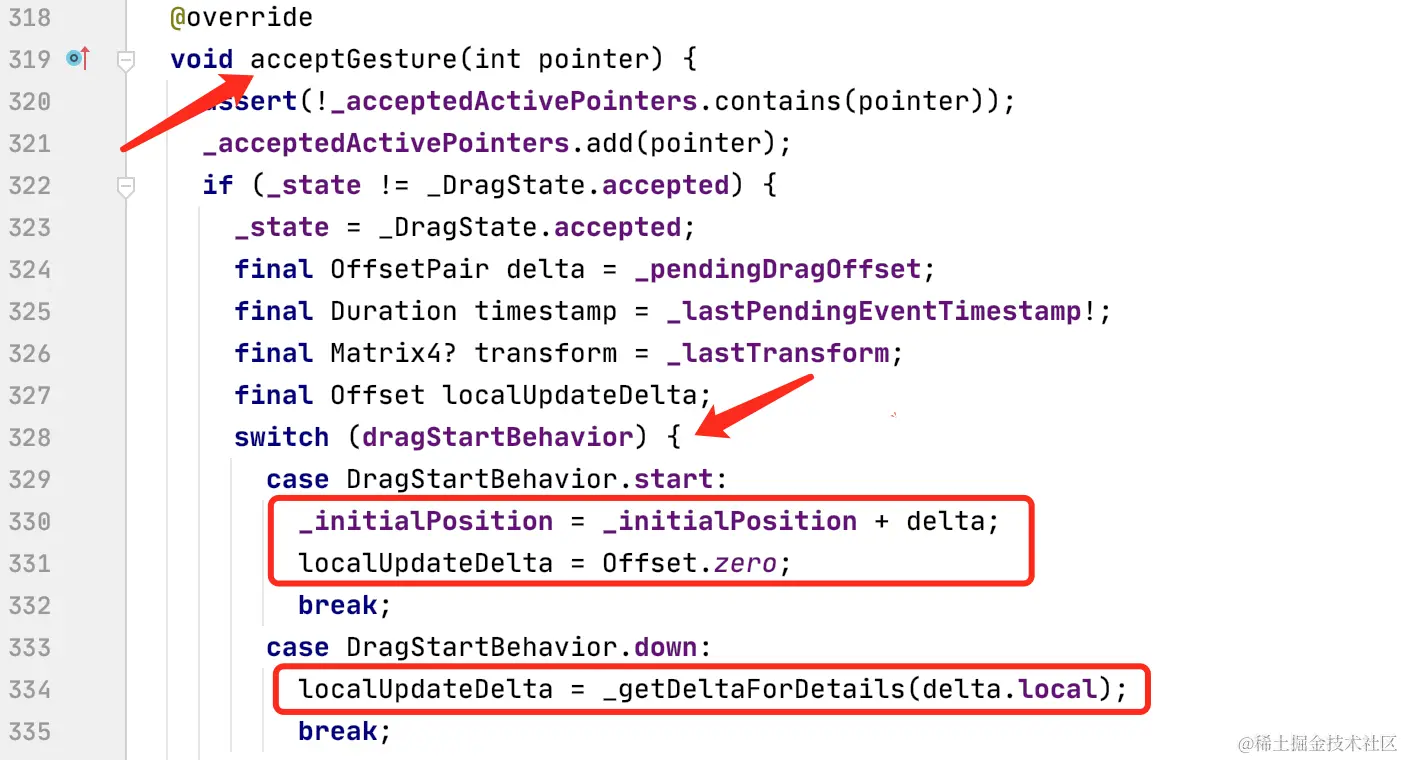 318 @override
319 void acceptGesture(int pointer) {
320 assert(!_acceptedActivePointers.contains(pointer));
321 _acceptedActivePointers.add(pointer);
322 if (_state != _DragState.accepted) {
323 _state = _DragState.accepted;
324 final OffsetPair delta = _pendingDragOffset;
325 final Duration timestamp = _lastPendingEventTimestamp!;
326 final Matrix4? transform = _lastTransform;
327 final Offset localUpdateDelta;
328 switch (dragStartBehavior) {
329 case DragStartBehavior.start:
330 _initialPosition = _initialPosition + delta;
331 localUpdateDelta = Offset.zero;
332 break;
333 case DragStartBehavior.down:
334 localUpdateDelta = _getDeltaForDetails(delta.local);
335 break;
@稀土掘金技术社区